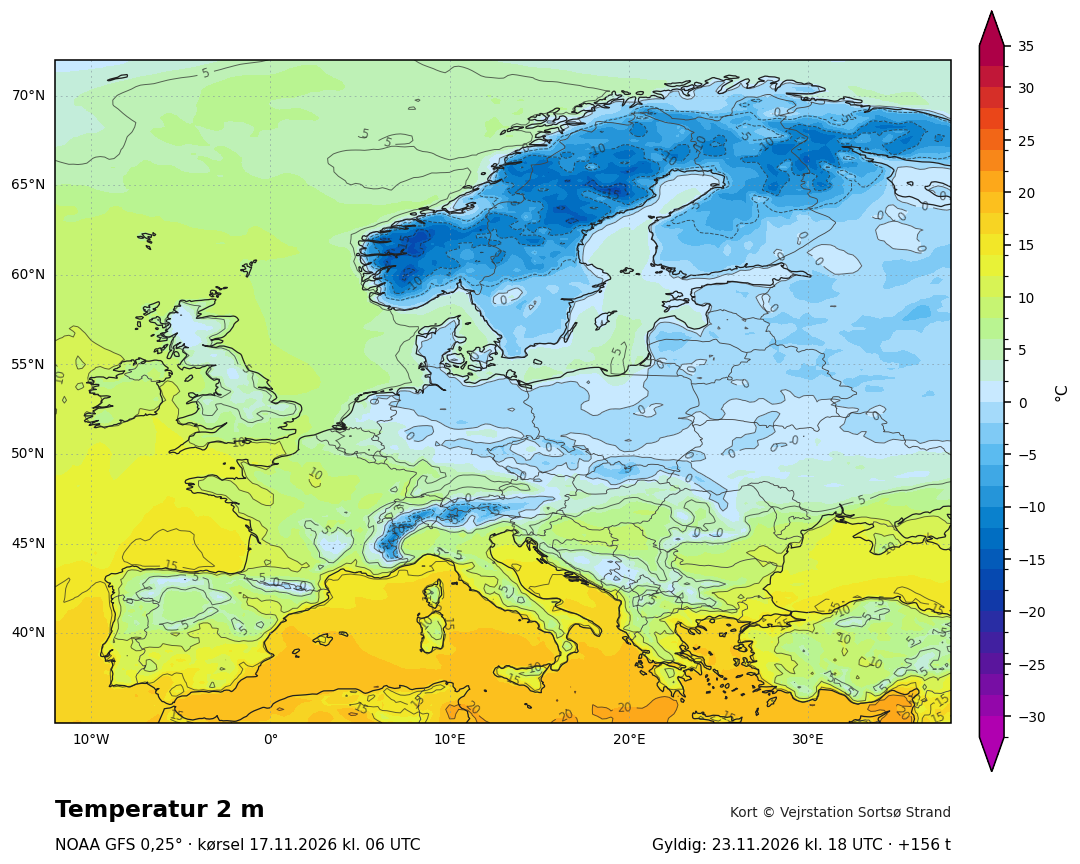 70°N
65°N
60°N
55°N
50°N
45°N
40°N
10°W 0° 10°E 20°E 30°E
35
30
25
20
15
10
5
0
−5
−10
−15
−20
−25
−30
°C
Temperatur 2 m
Kort © Vejrstation Sortsø Strand
NOAA GFS 0,25° · kørsel 17.11.2026 kl. 06 UTC
Gyldig: 23.11.2026 kl. 18 UTC · +156 t